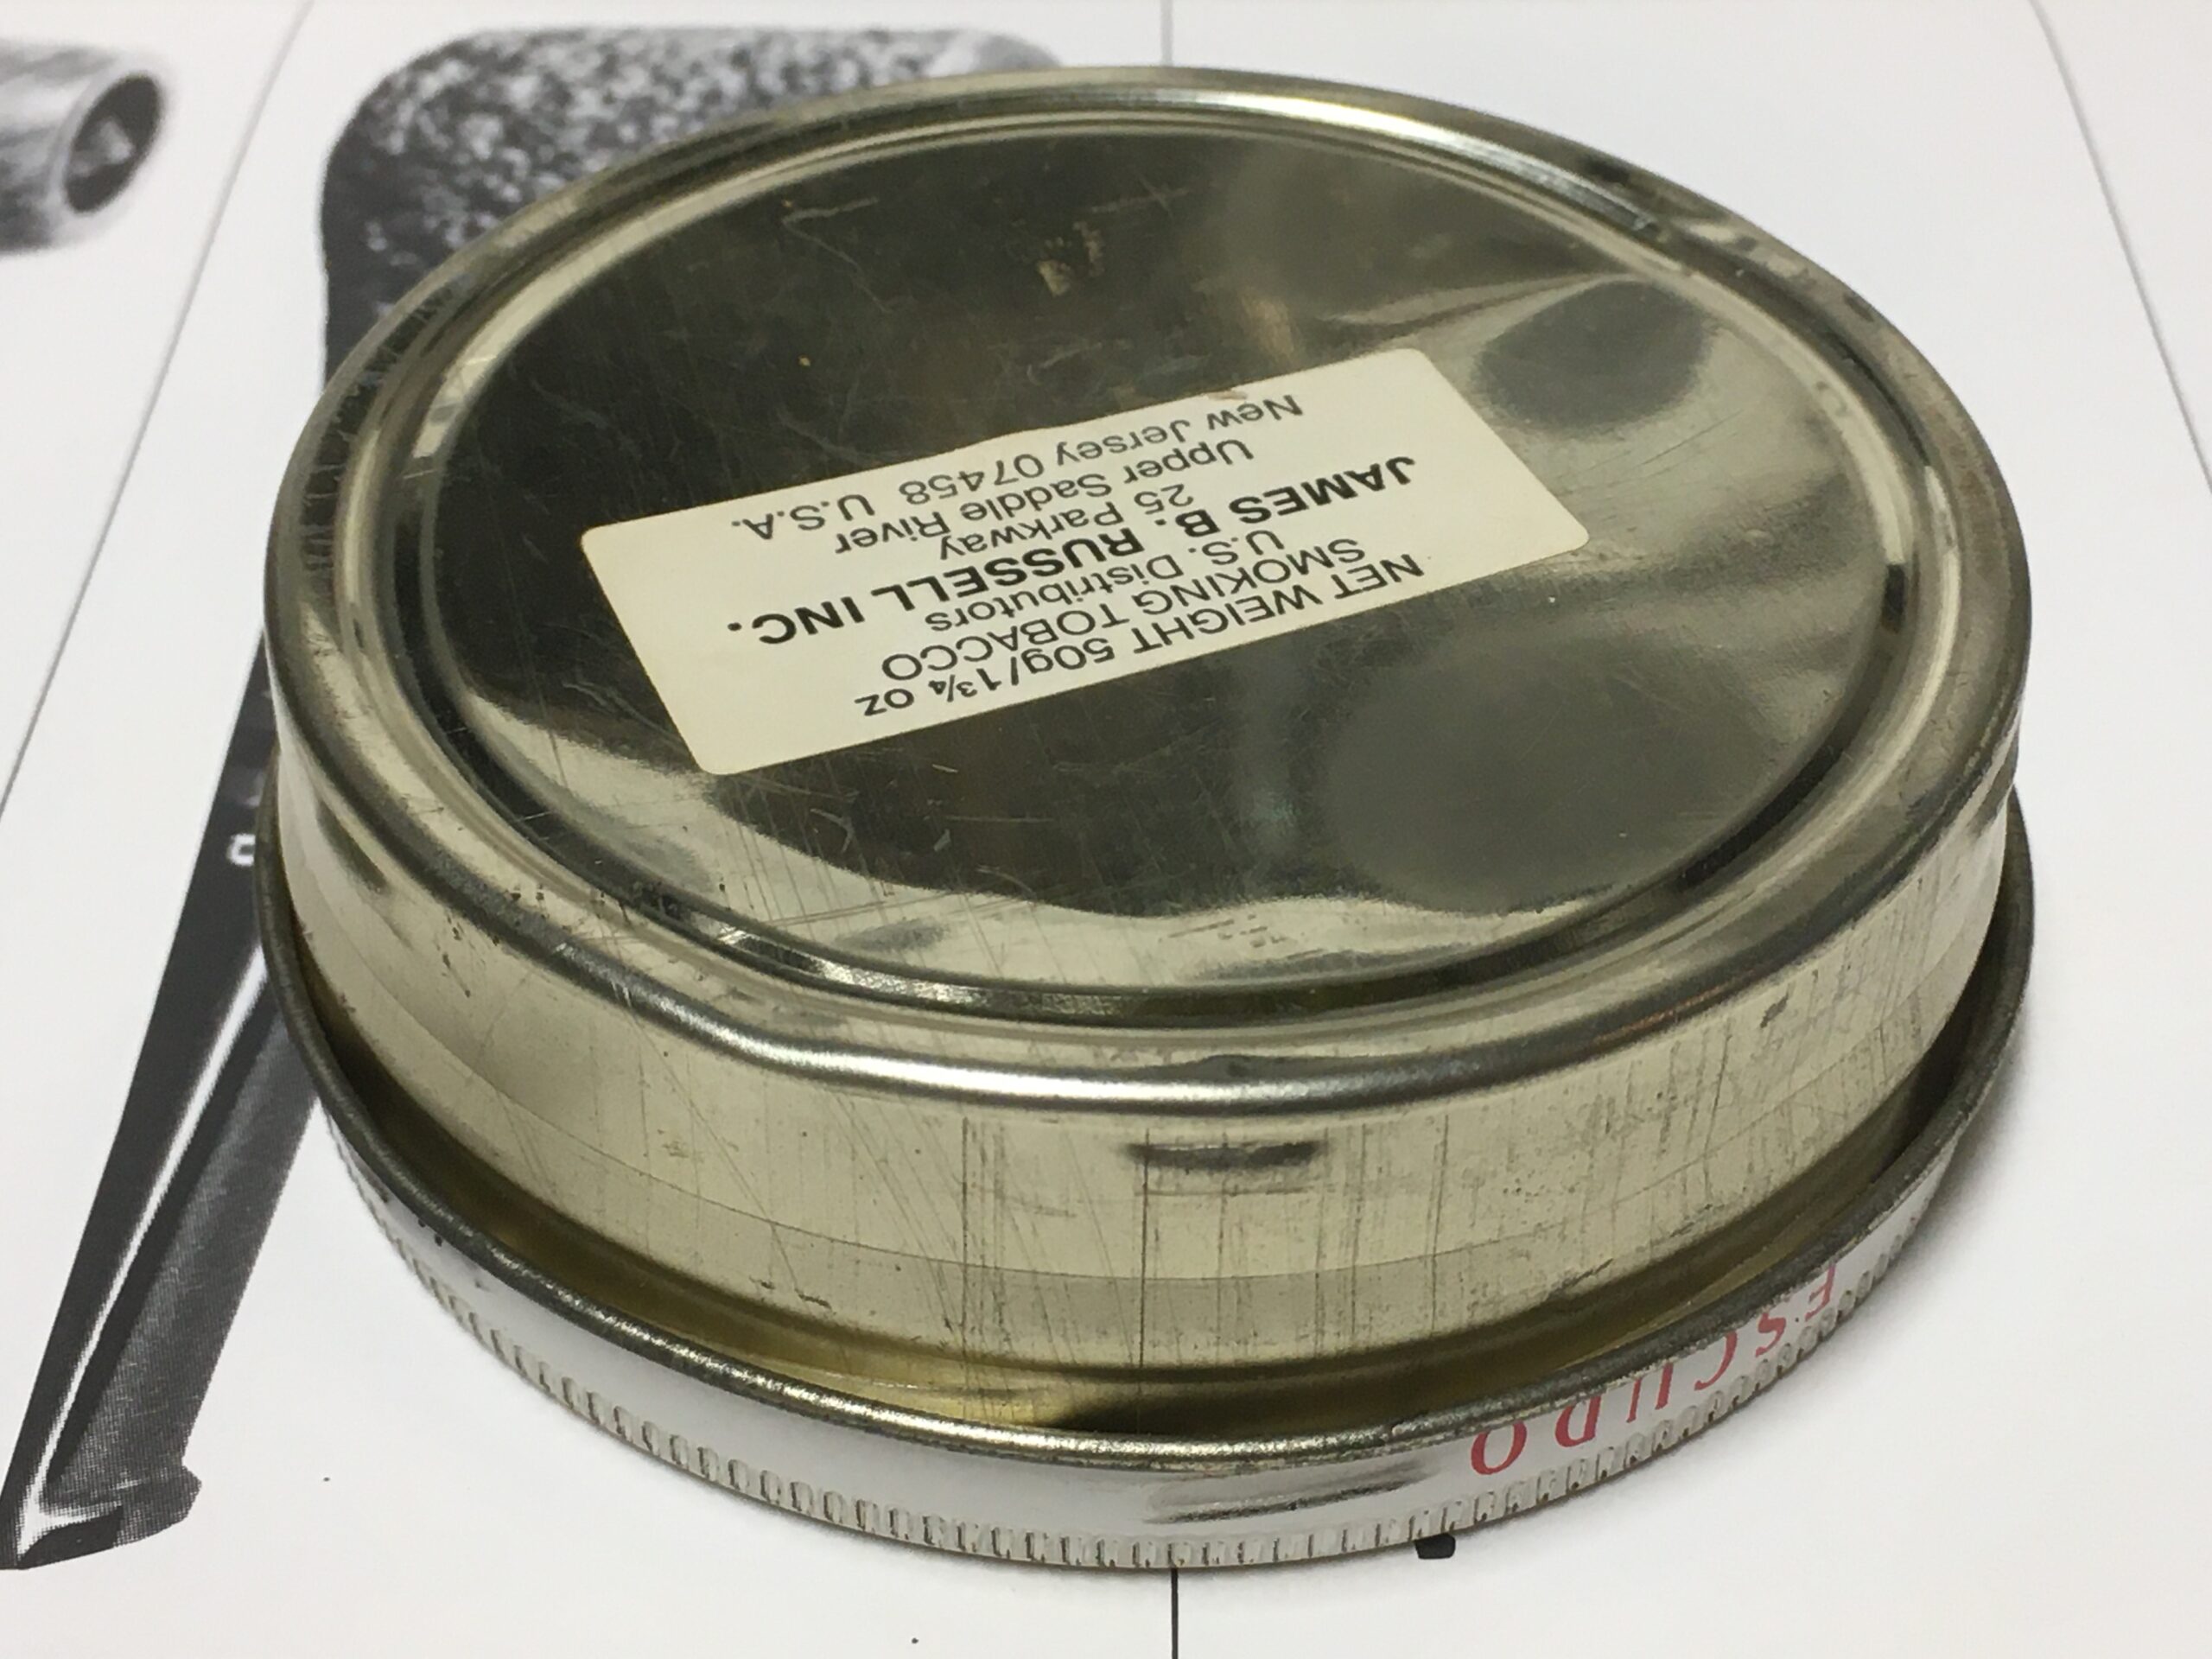 NET WEIGHT 50g/1¾ oz
SMOKING TOBACCO
U.S. Distributors
JAMES B. RUSSELL INC.
25 Parkway
Upper Saddle River
New Jersey 07458 U.S.A.
ESCUDO